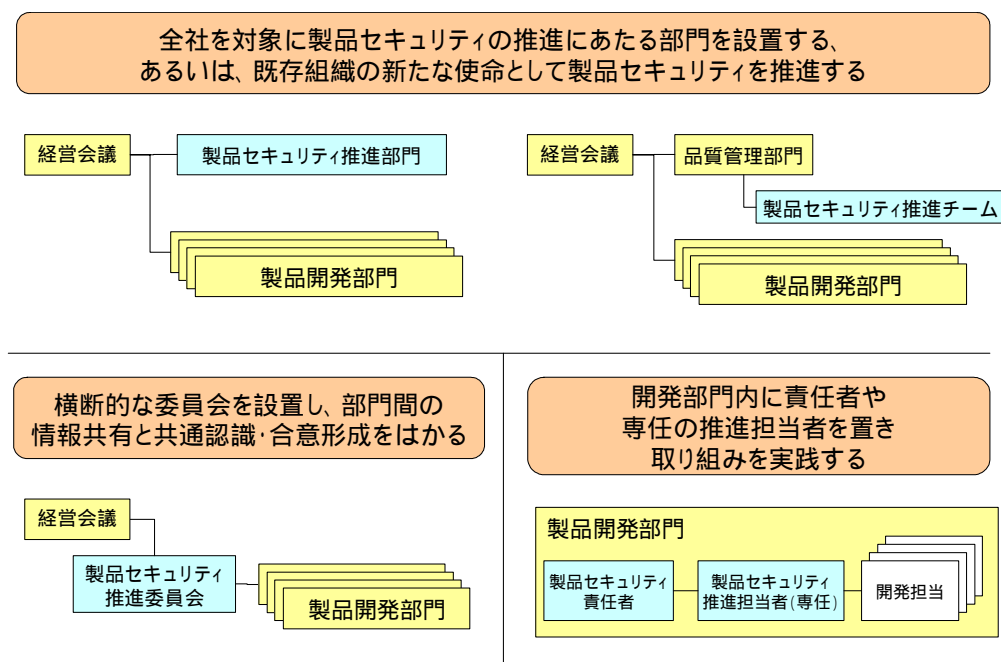 全社を対象に製品セキュリティの推進にあたる部門を設置する、
あるいは、既存組織の新たな使命として製品セキュリティを推進する
経営会議
製品セキュリティ推進部門
製品開発部門
経営会議
品質管理部門
製品セキュリティ推進チーム
製品開発部門
横断的な委員会を設置し、部門間の
情報共有と共通認識・合意形成をはかる
経営会議
製品セキュリティ
推進委員会
製品開発部門
開発部門内に責任者や
専任の推進担当者を置き
取り組みを実践する
製品開発部門
製品セキュリティ
責任者
製品セキュリティ
推進担当者(専任)
開発担当